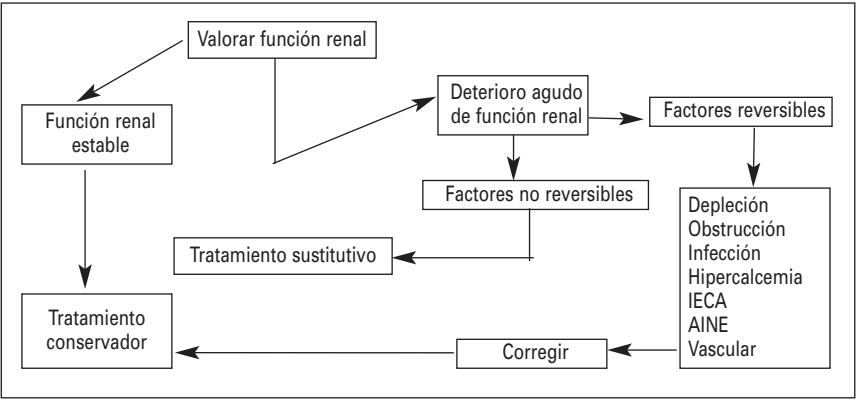 Valorar función renal
Deterioro agudo
de función renal
Factores reversibles
Función renal
estable
Factores no reversibles
Depleción
Obstrucción
Infección
Hipercalcemia
IECA
AINE
Vascular
Tratamiento sustitutivo
Tratamiento
conservador
Corregir